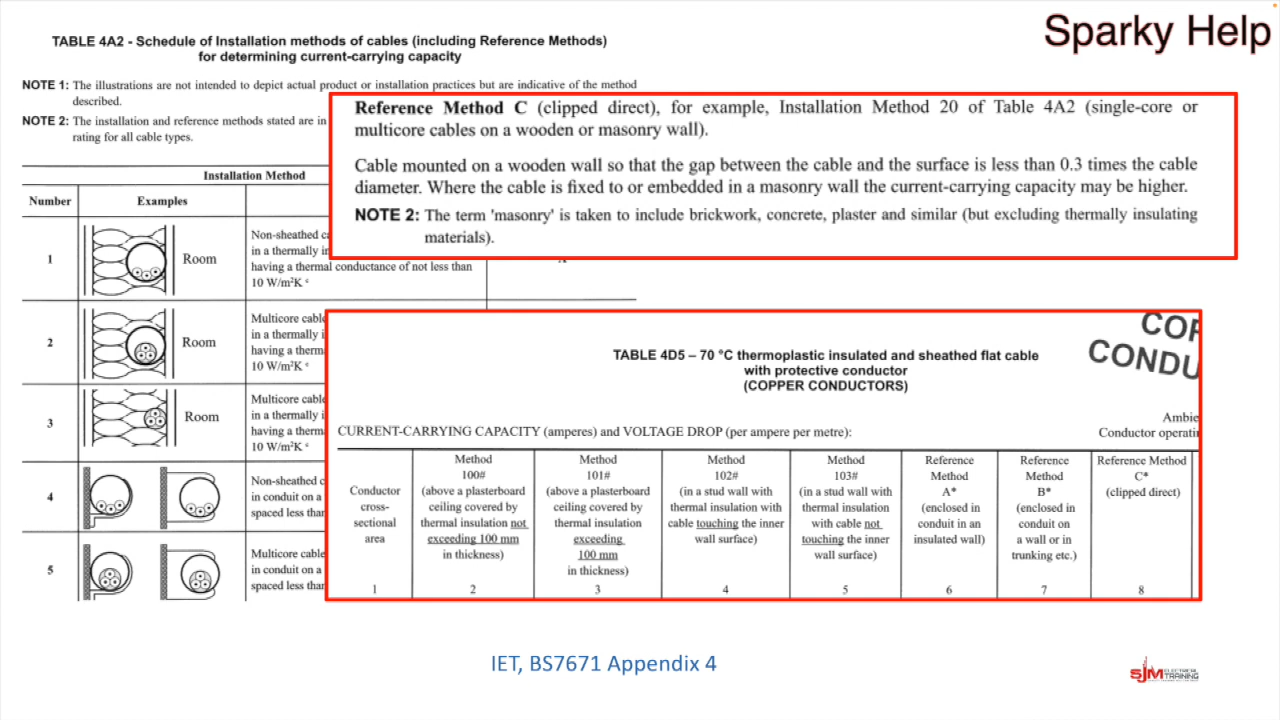 Sparky Help
TABLE 4A2 - Schedule of Installation methods of cables (including Reference Methods)
for determining current-carrying capacity
NOTE 1: The illustrations are not intended to depict actual product or installation practices but are indicative of the method
described.
NOTE 2: The installation and reference methods stated are in
rating for all cable types.
Reference Method C (clipped direct), for example, Installation Method 20 of Table 4A2 (single-core or
multicore cables on a wooden or masonry wall).
Cable mounted on a wooden wall so that the gap between the cable and the surface is less than 0.3 times the cable
diameter. Where the cable is fixed to or embedded in a masonry wall the current-carrying capacity may be higher.
NOTE 2: The term 'masonry' is taken to include brickwork, concrete, plaster and similar (but excluding thermally insulating
materials).
Installation Method
Number Examples
1 Room
Non-sheathed
in a thermally
having a thermal conductance of not less than
10 W/m²K ᶜ
2 Room
Multicore
in a thermally
having a
10 W/m²K ᶜ
3 Room
Multicore
in a thermally
having a
10 W/m²K ᶜ
4
Non-sheathed
in conduit on a
spaced less
5
Multicore cable
in conduit on a
spaced less
TABLE 4D5 – 70 °C thermoplastic insulated and sheathed flat cable
with protective conductor
(COPPER CONDUCTORS)
CURRENT-CARRYING CAPACITY (amperes) and VOLTAGE DROP (per ampere per metre):
Conductor
Conductor
cross-
sectional
area
1
Method
100#
(above a plasterboard
ceiling covered by
thermal insulation not
exceeding 100 mm
in thickness)
2
Method
101#
(above a plasterboard
ceiling covered by
thermal insulation
exceeding
100 mm
in thickness)
3
Method
102#
(in a stud wall with
thermal insulation with
cable touching the inner
wall surface)
4
Method
103#
(in a stud wall with
thermal insulation
with cable not
touching the inner
wall surface)
5
Reference
Method
A*
(enclosed in
conduit in an
insulated wall)
6
Reference
Method
B*
(enclosed in
conduit on
a wall or in
trunking etc.)
7
Reference Method
C*
(clipped direct)
8
IET, BS7671 Appendix 4
SJM ELECTRICAL
TRAINING